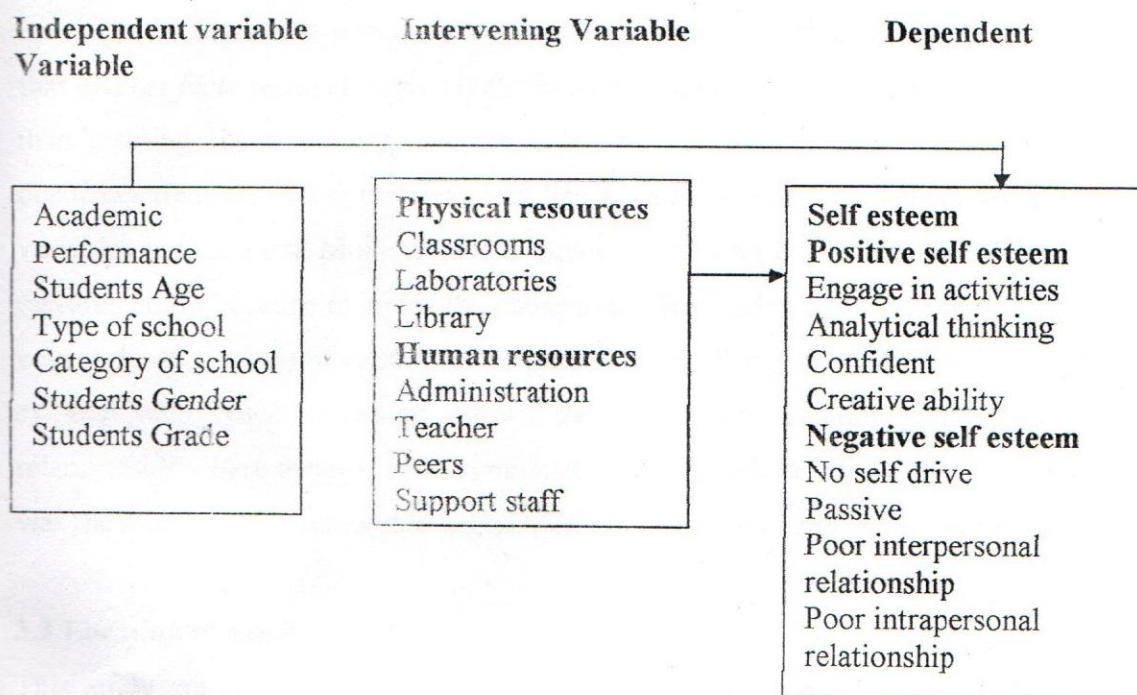 Independent variable Intervening Variable Dependent
Variable
Academic
Performance
Students Age
Type of school
Category of school
Students Gender
Students Grade
Physical resources
Classrooms
Laboratories
Library
Human resources
Administration
Teacher
Peers
Support staff
Self esteem
Positive self esteem
Engage in activities
Analytical thinking
Confident
Creative ability
Negative self esteem
No self drive
Passive
Poor interpersonal
relationship
Poor intrapersonal
relationship